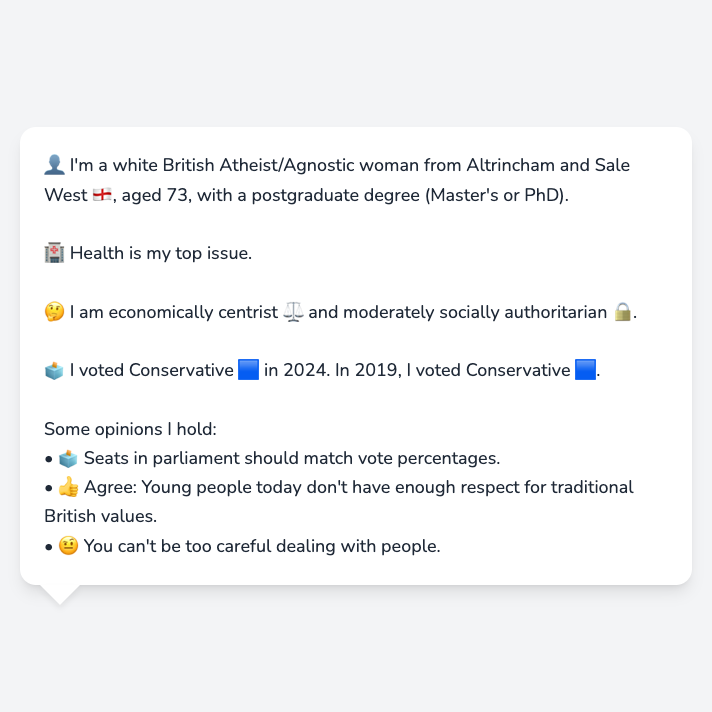 👤 I'm a white British Atheist/Agnostic woman from Altrincham and Sale
West 🏴󠁧󠁢󠁥󠁮󠁧󠁿, aged 73, with a postgraduate degree (Master's or PhD).
🏥 Health is my top issue.
🤔 I am economically centrist ⚖️ and moderately socially authoritarian 🔒.
🗳️ I voted Conservative 🟦 in 2024. In 2019, I voted Conservative 🟦.
Some opinions I hold:
• 🗳️ Seats in parliament should match vote percentages.
• 👍 Agree: Young people today don't have enough respect for traditional
British values.
• 🤨 You can't be too careful dealing with people.